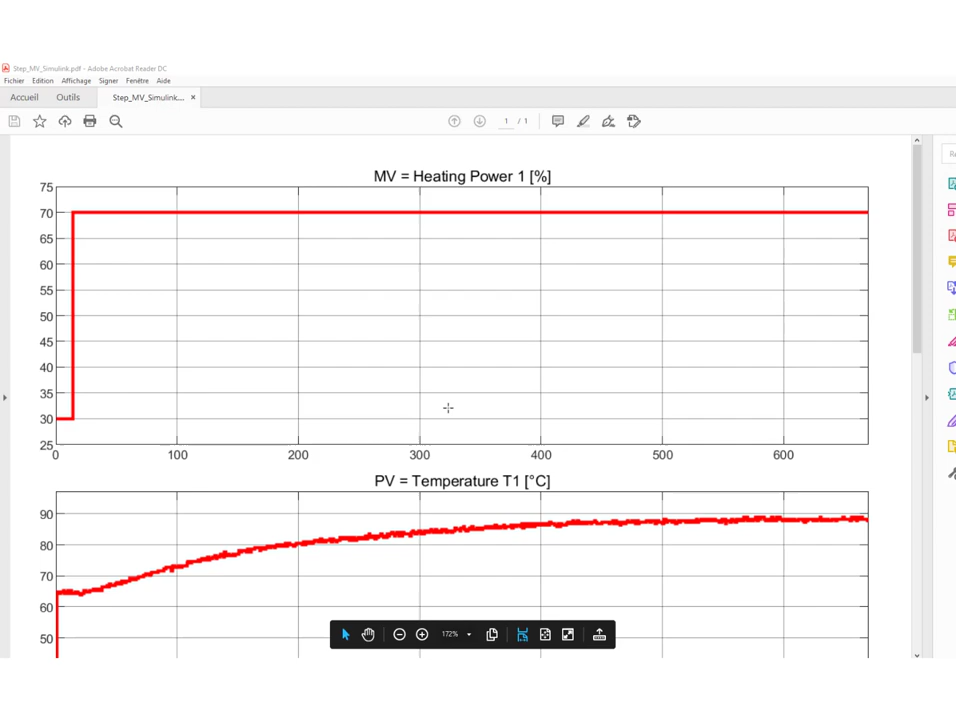 Step_MV_Simulink.pdf - Adobe Acrobat Reader DC
Fichier Edition Affichage Signer Fenêtre Aide
Accueil Outils Step_MV_Simulink.... ×
1 / 1
MV = Heating Power 1 [%]
75
70
65
60
55
50
45
40
35
30
25
0 100 200 300 400 500 600
PV = Temperature T1 [°C]
90
80
70
60
50
172%